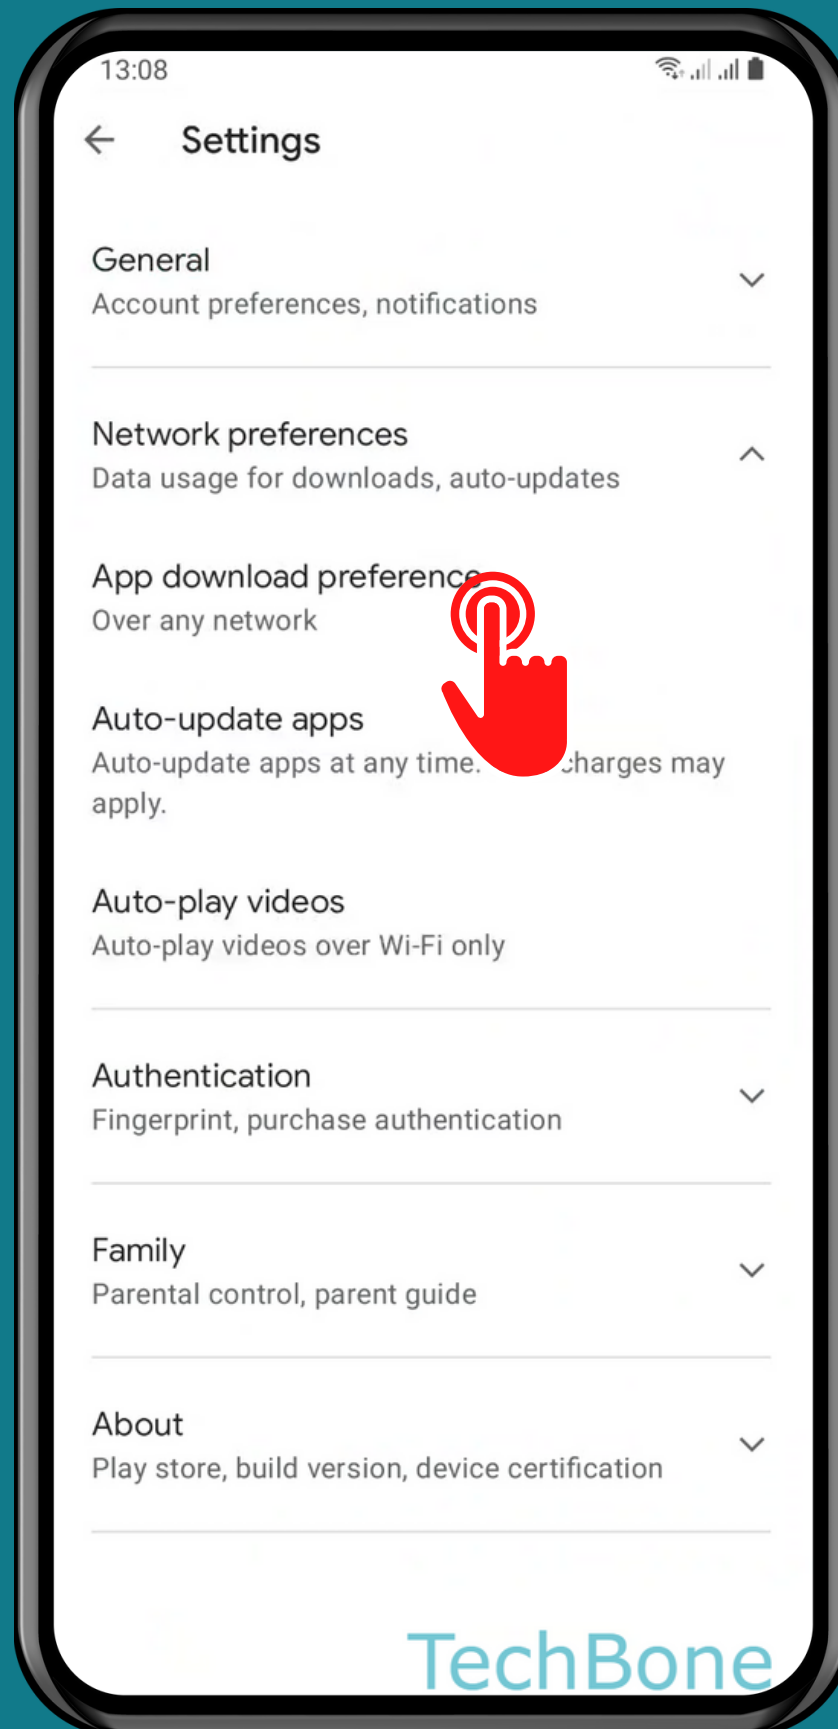 13:08
Settings
General
Account preferences, notifications
Network preferences
Data usage for downloads, auto-updates
App download preference
Over any network
Auto-update apps
Auto-update apps at any time. charges may
apply.
Auto-play videos
Auto-play videos over Wi-Fi only
Authentication
Fingerprint, purchase authentication
Family
Parental control, parent guide
About
Play store, build version, device certification
TechBone